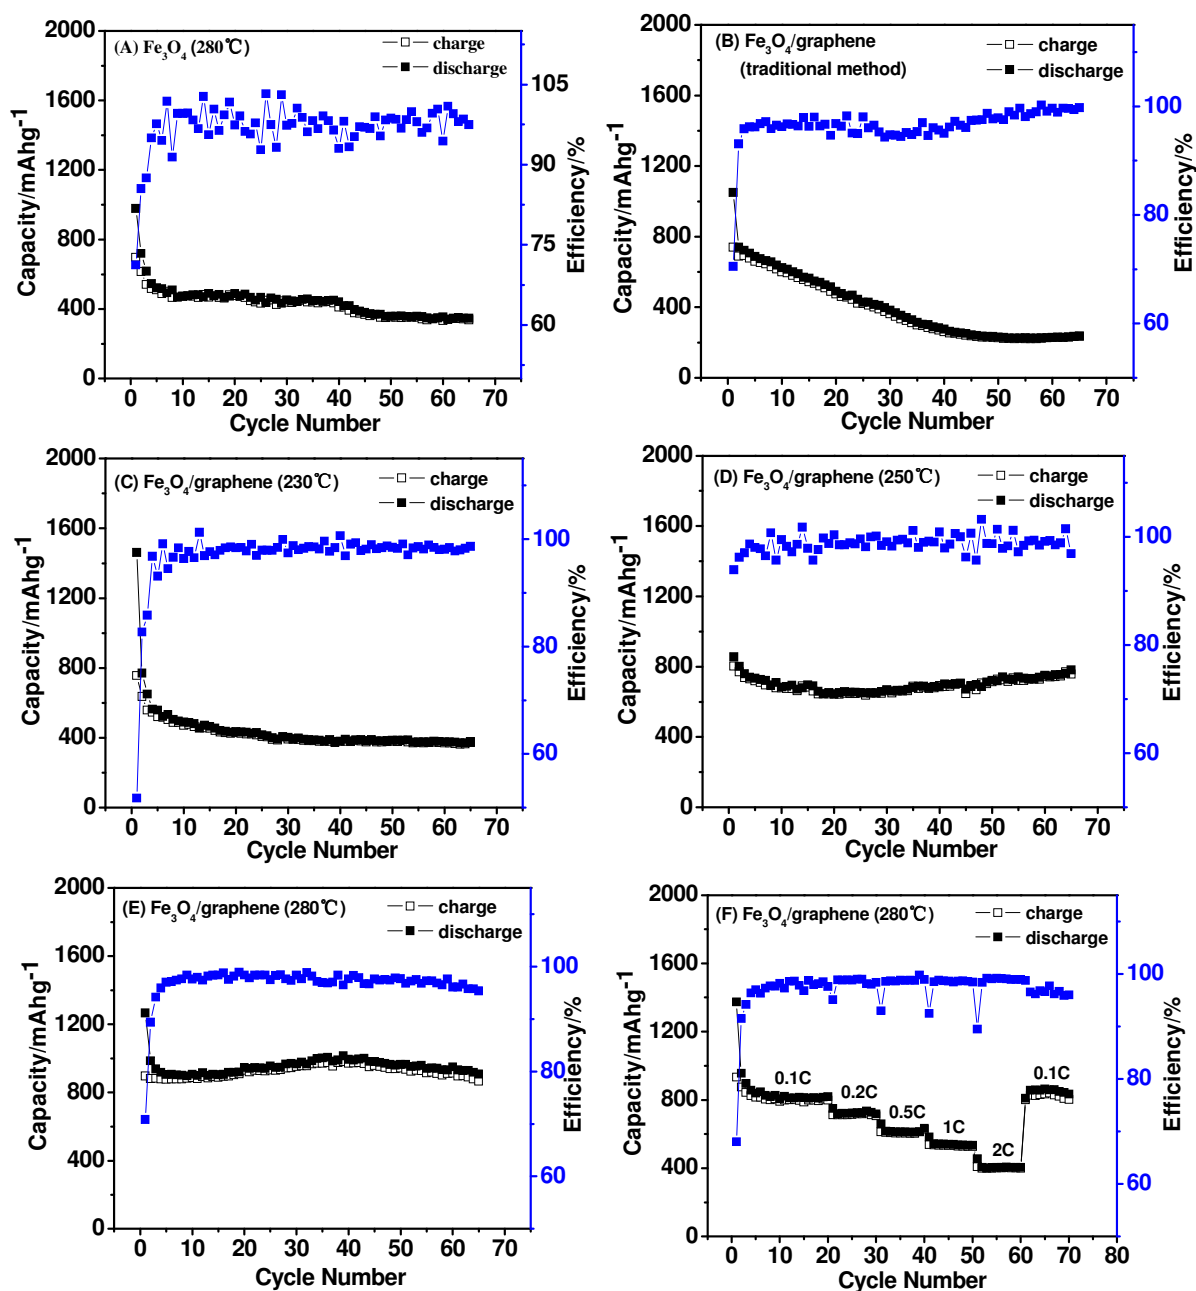 (A) Fe3O4 (280℃)
charge
discharge
2000
1600
1200
800
400
0
Capacity/mAhg-1
105
90
75
61
Efficiency/%
0 10 20 30 40 50 60 70
Cycle Number
(B) Fe3O4/graphene
(traditional method)
charge
discharge
2000
1600
1200
800
400
0
Capacity/mAhg-1
100
80
60
Efficiency/%
0 10 20 30 40 50 60 70
Cycle Number
(C) Fe3O4/graphene (230℃)
charge
discharge
2000
1600
1200
800
400
0
Capacity/mAhg-1
100
80
60
Efficiency/%
0 10 20 30 40 50 60 70
Cycle Number
(D) Fe3O4/graphene (250℃)
charge
discharge
2000
1600
1200
800
400
0
Capacity/mAhg-1
100
80
60
Efficiency/%
0 10 20 30 40 50 60 70
Cycle Number
(E) Fe3O4/graphene (280℃)
charge
discharge
2000
1600
1200
800
400
0
Capacity/mAhg-1
100
80
60
Efficiency/%
0 10 20 30 40 50 60 70
Cycle Number
(F) Fe3O4/graphene (280℃)
charge
discharge
2000
1600
1200
800
400
0
Capacity/mAhg-1
0.1C
0.2C
0.5C
1C
2C
0.1C
100
80
60
Efficiency/%
0 10 20 30 40 50 60 70 80
Cycle Number